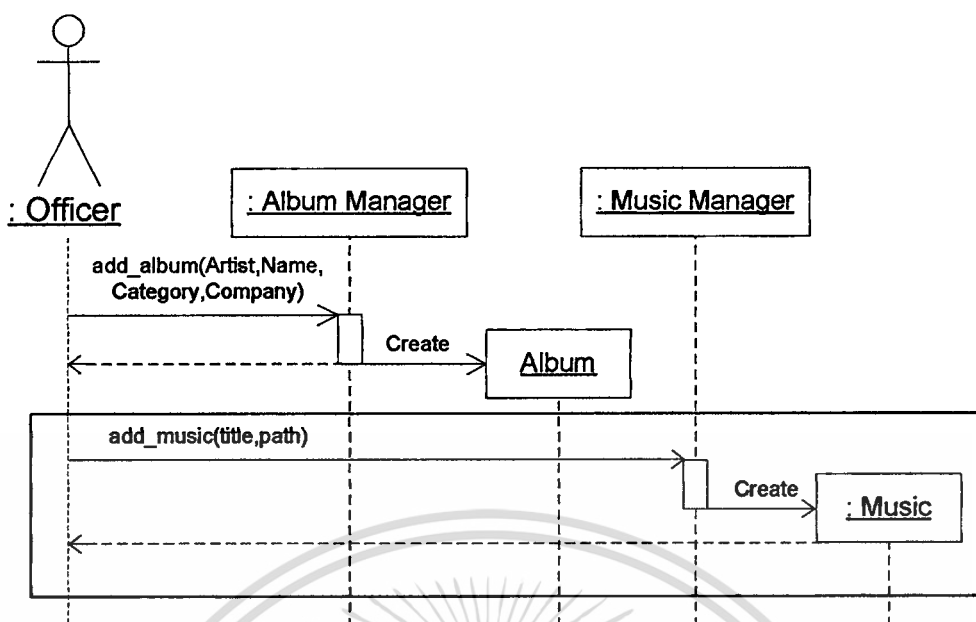 : Officer
: Album Manager
: Music Manager
add_album(Artist,Name,
Category,Company)
Create
Album
add_music(title,path)
Create
: Music